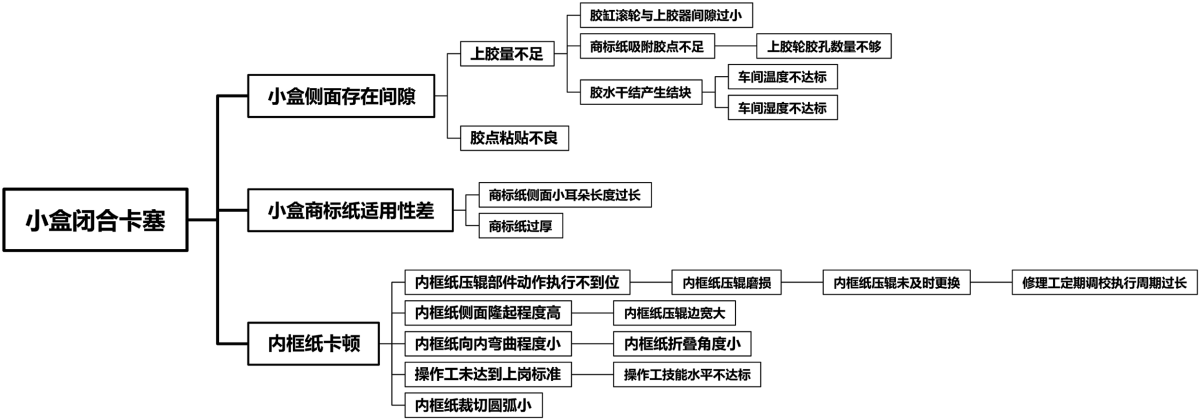 小盒闭合卡塞
小盒侧面存在间隙
上胶量不足
胶缸滚轮与上胶器间隙过小
商标纸吸附胶点不足
上胶轮胶孔数量不够
胶水干结产生结块
车间温度不达标
车间湿度不达标
胶点粘贴不良
小盒商标纸适用性差
商标纸侧面小耳朵长度过长
商标纸过厚
内框纸卡顿
内框纸压辊部件动作执行不到位
内框纸压辊磨损
内框纸压辊未及时更换
修理工定期调校执行周期过长
内框纸侧面隆起程度高
内框纸压辊边宽大
内框纸向内弯曲程度小
内框纸折叠角度小
操作工未达到上岗标准
操作工技能水平不达标
内框纸裁切圆弧小